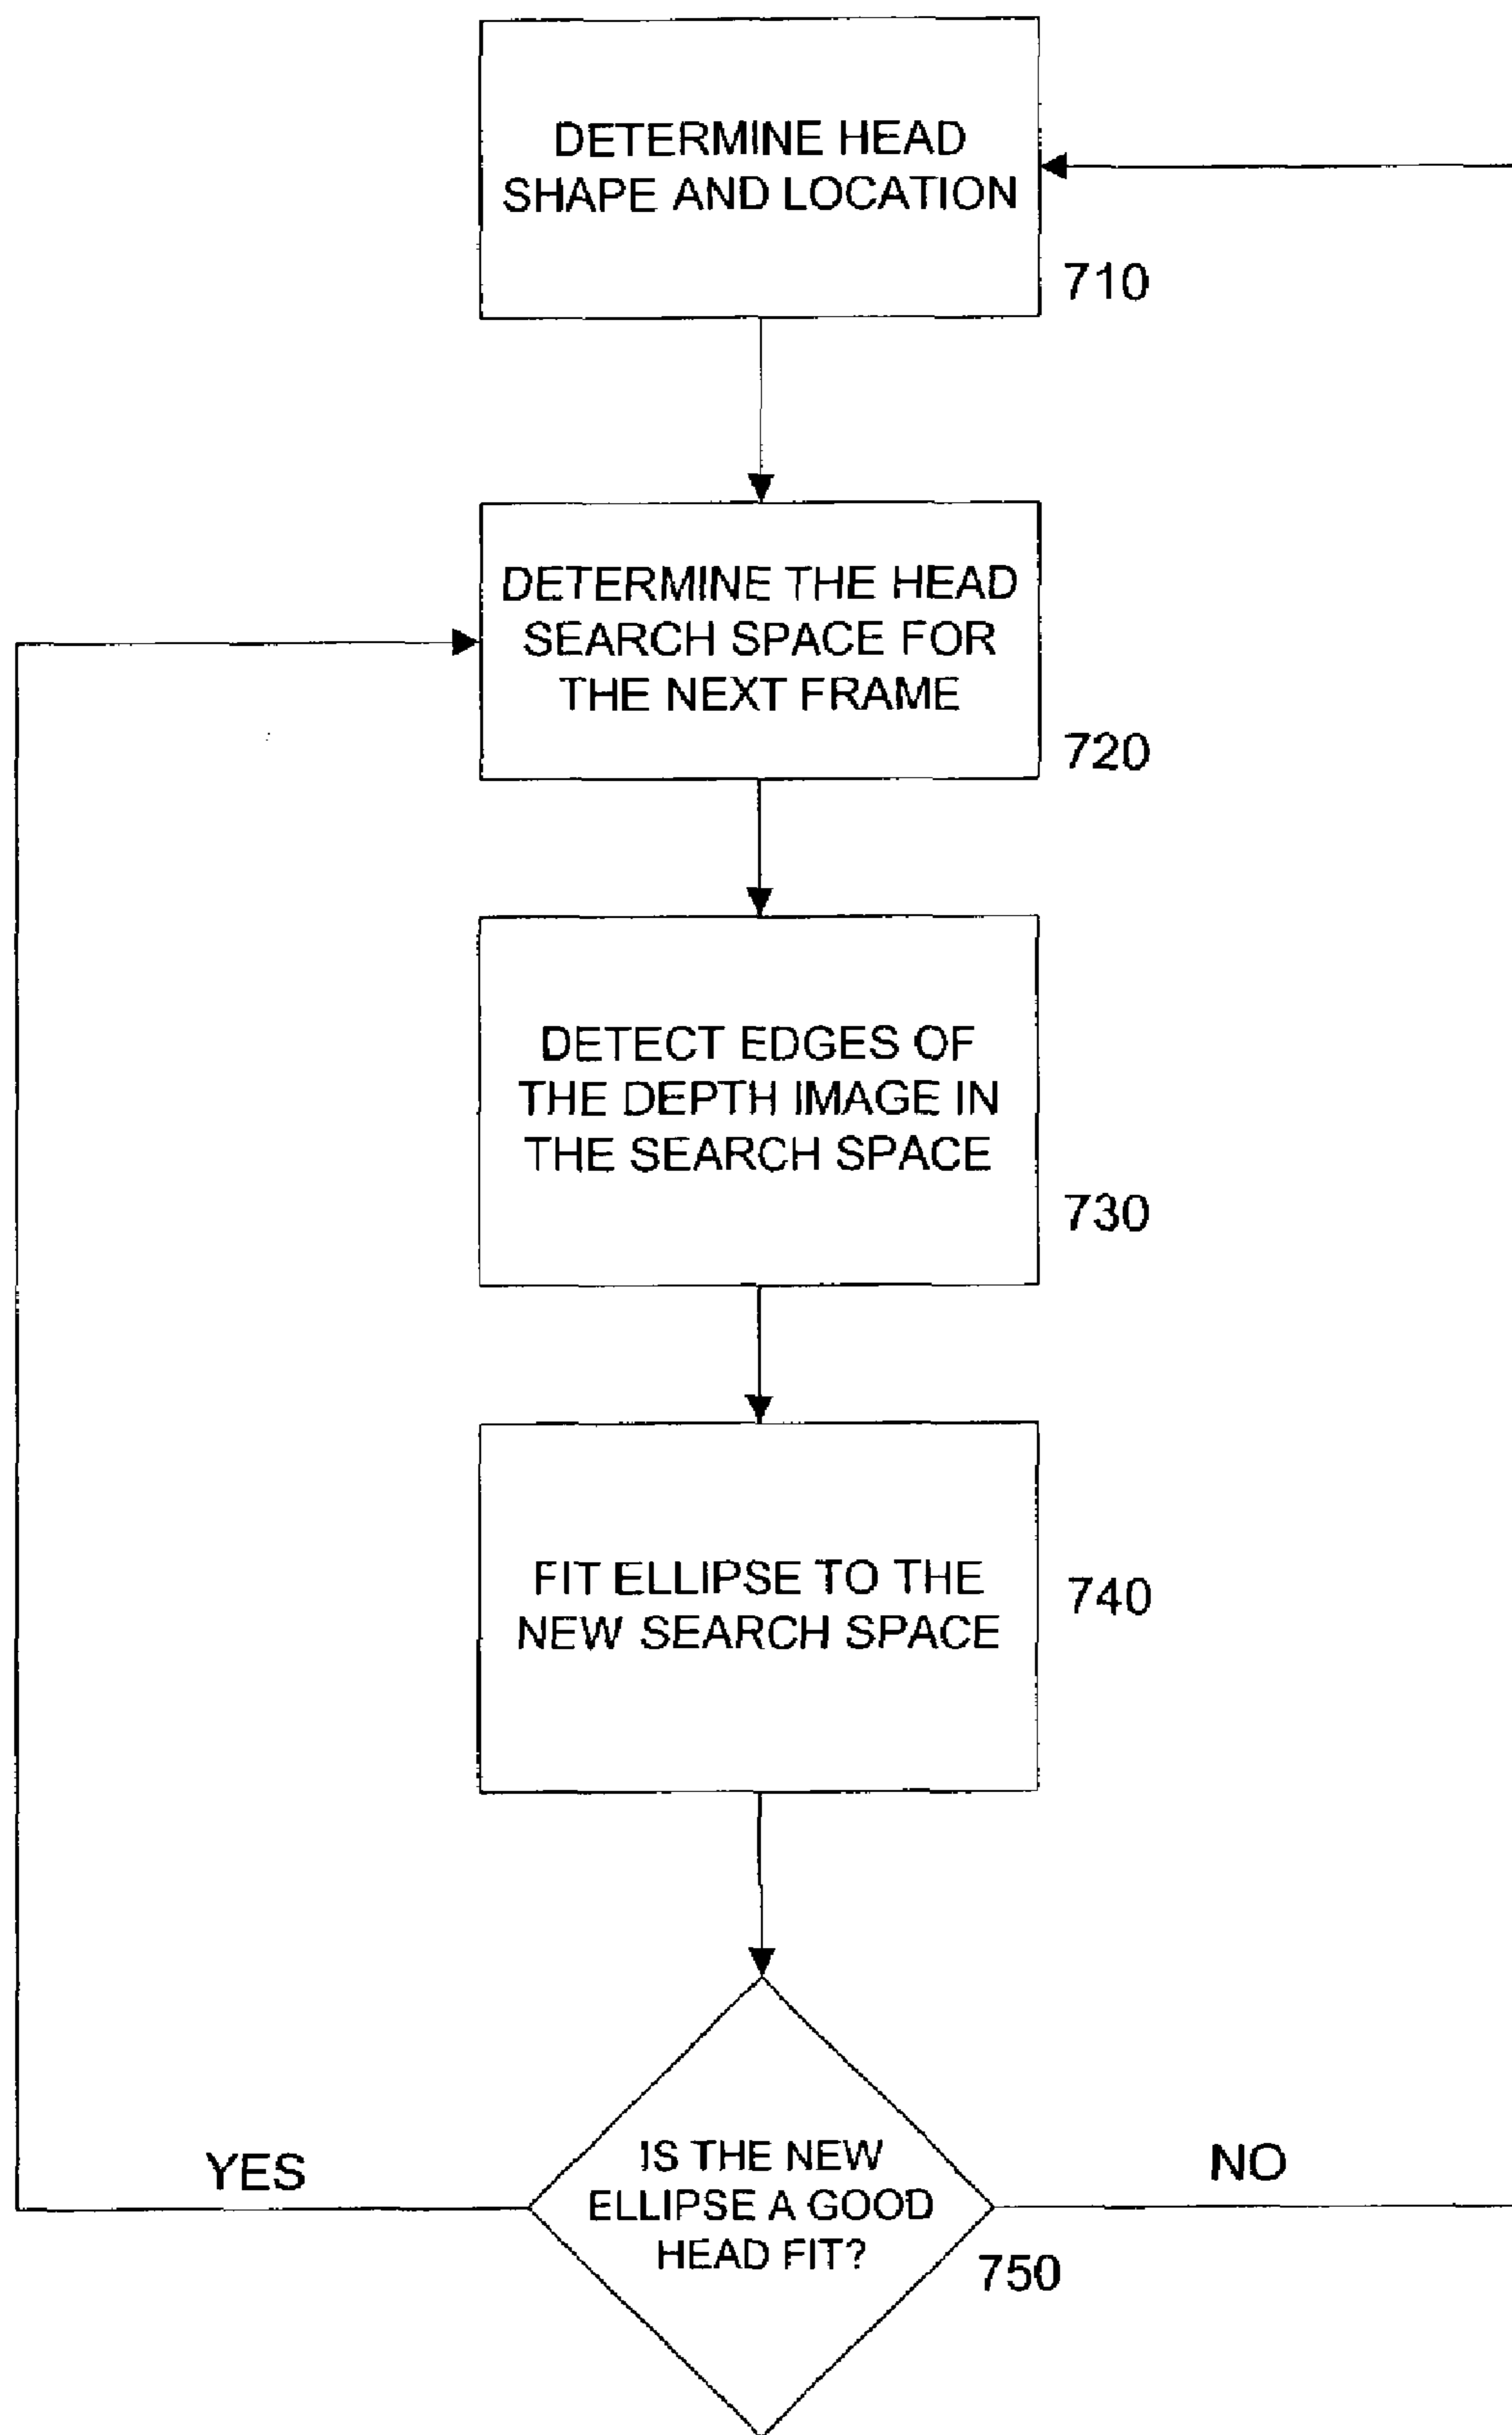 DETERMINE HEAD
SHAPE AND LOCATION
710
DETERMINE THE HEAD
SEARCH SPACE FOR
THE NEXT FRAME
720
DETECT EDGES OF
THE DEPTH IMAGE IN
THE SEARCH SPACE
730
FIT ELLIPSE TO THE
NEW SEARCH SPACE
740
YES
IS THE NEW
ELLIPSE A GOOD
HEAD FIT?
NO
750